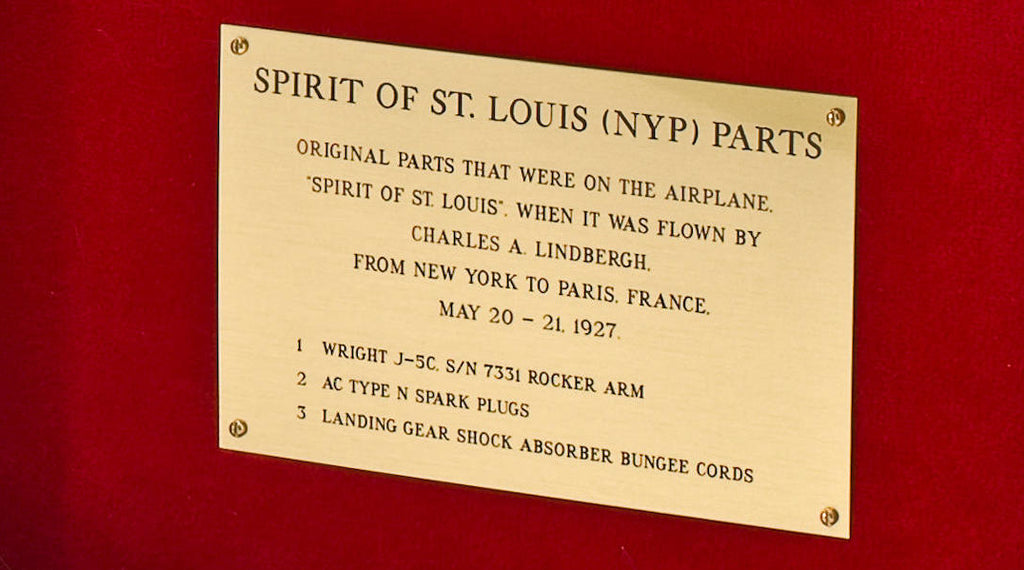 SPIRIT OF ST. LOUIS (NYP) PARTS
ORIGINAL PARTS THAT WERE ON THE AIRPLANE,
"SPIRIT OF ST. LOUIS", WHEN IT WAS FLOWN BY
CHARLES A. LINDBERGH,
FROM NEW YORK TO PARIS, FRANCE,
MAY 20 – 21, 1927.
1 WRIGHT J-5C, S/N 7331 ROCKER ARM
2 AC TYPE N SPARK PLUGS
3 LANDING GEAR SHOCK ABSORBER BUNGEE CORDS